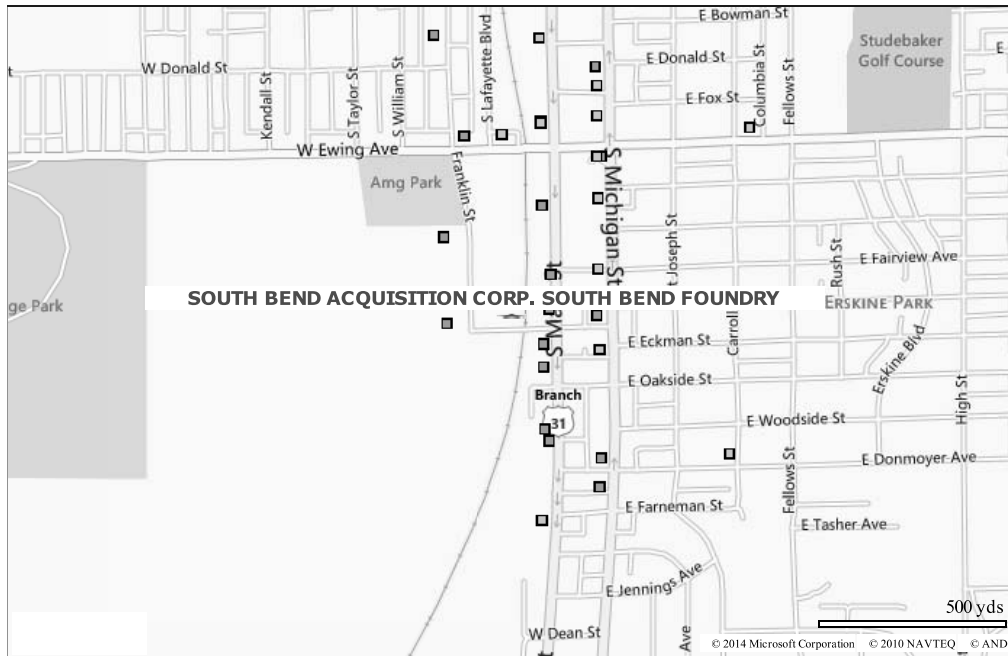 E Bowman St
Studebaker
Golf Course
E
W Donald St
E Donald St
S Lafayette Blvd
Columbia St
Fellows St
Kendall St
S Taylor St
S William St
E Fox St
W Ewing Ave
Amg Park
Franklin St
S Michigan St
t Joseph St
Rush St
E Fairview Ave
ge Park
SOUTH BEND ACQUISITION CORP. SOUTH BEND FOUNDRY
ERSKINE PARK
Carroll
E Eckman St
Erskine Blvd
E Oakside St
High St
Branch
31
E Woodside St
E Donmoyer Ave
Fellows St
E Farneman St
E Tasher Ave
E Jennings Ave
W Dean St
Ave
500 yds
© 2014 Microsoft Corporation © 2010 NAVTEQ © AND